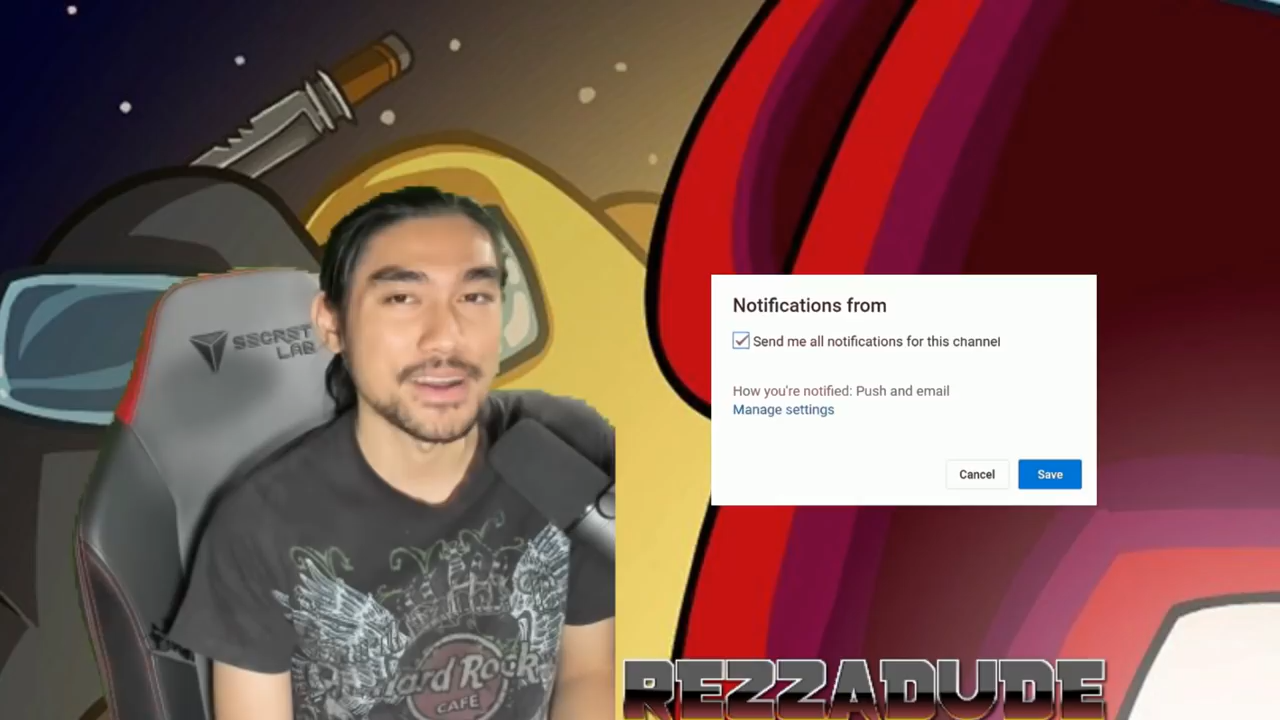 SECRET
LAB
Notifications from
Send me all notifications for this channel
How you're notified: Push and email
Manage settings
Cancel
Save
Hard Rock
CAFE
REZZADUDE